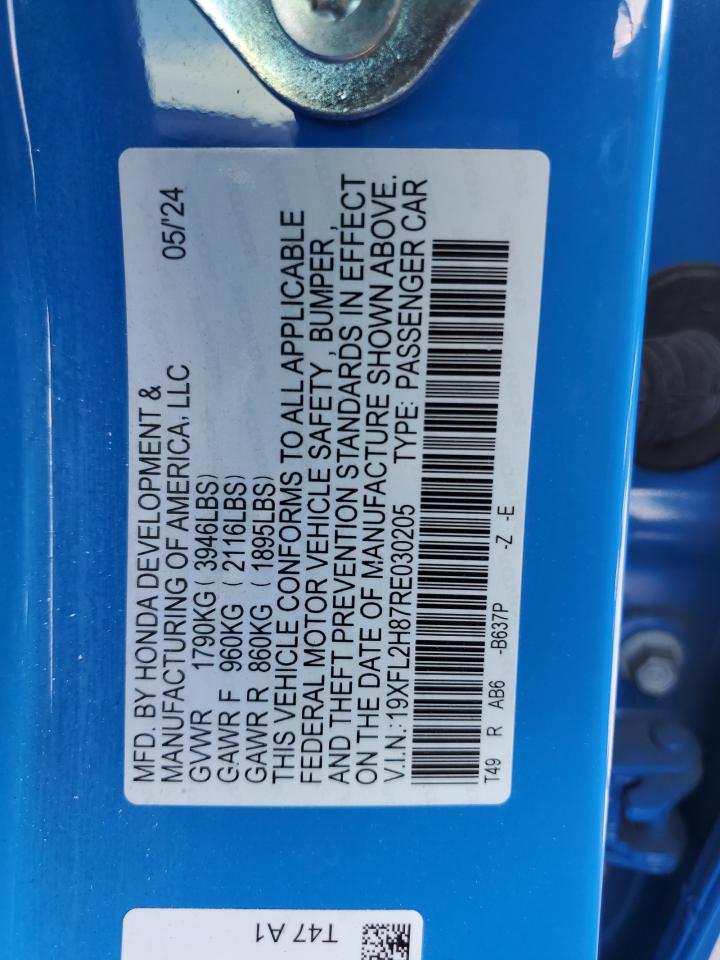 MFD. BY HONDA DEVELOPMENT &
MANUFACTURING OF AMERICA, LLC 05/'24
GVWR 1790KG ( 3946LBS)
GAWR F 960KG ( 2116LBS)
GAWR R 860KG ( 1895LBS)
THIS VEHICLE CONFORMS TO ALL APPLICABLE
FEDERAL MOTOR VEHICLE SAFETY , BUMPER ,
AND THEFT PREVENTION STANDARDS IN EFFECT
ON THE DATE OF MANUFACTURE SHOWN ABOVE.
V.I.N.:19XFL2H87RE030205 TYPE: PASSENGER CAR
T49 R AB6 -B637P -Z -E
T47 A1